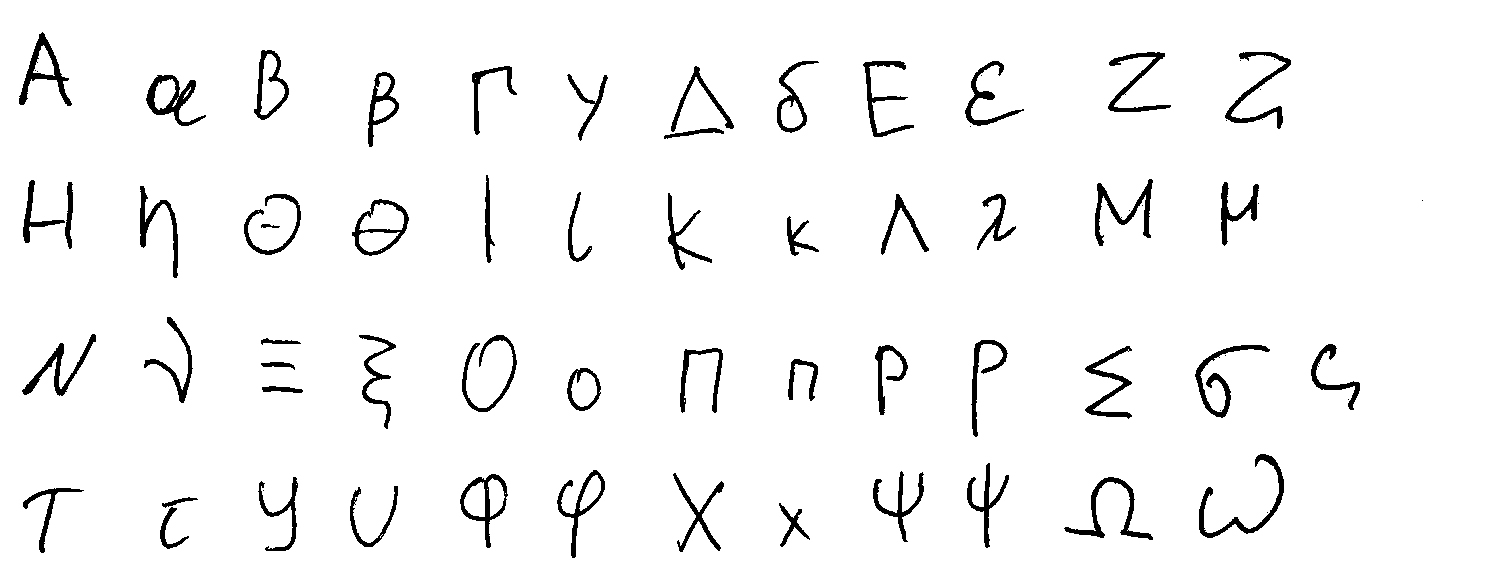 Α α Β β Γ γ Δ δ Ε ε Ζ ζ
Η η Θ θ Ι ι Κ κ Λ λ Μ μ
Ν ν Ξ ξ Ο ο Π π Ρ ρ Σ σ ς
Τ τ Υ υ Φ φ Χ χ Ψ ψ Ω ω